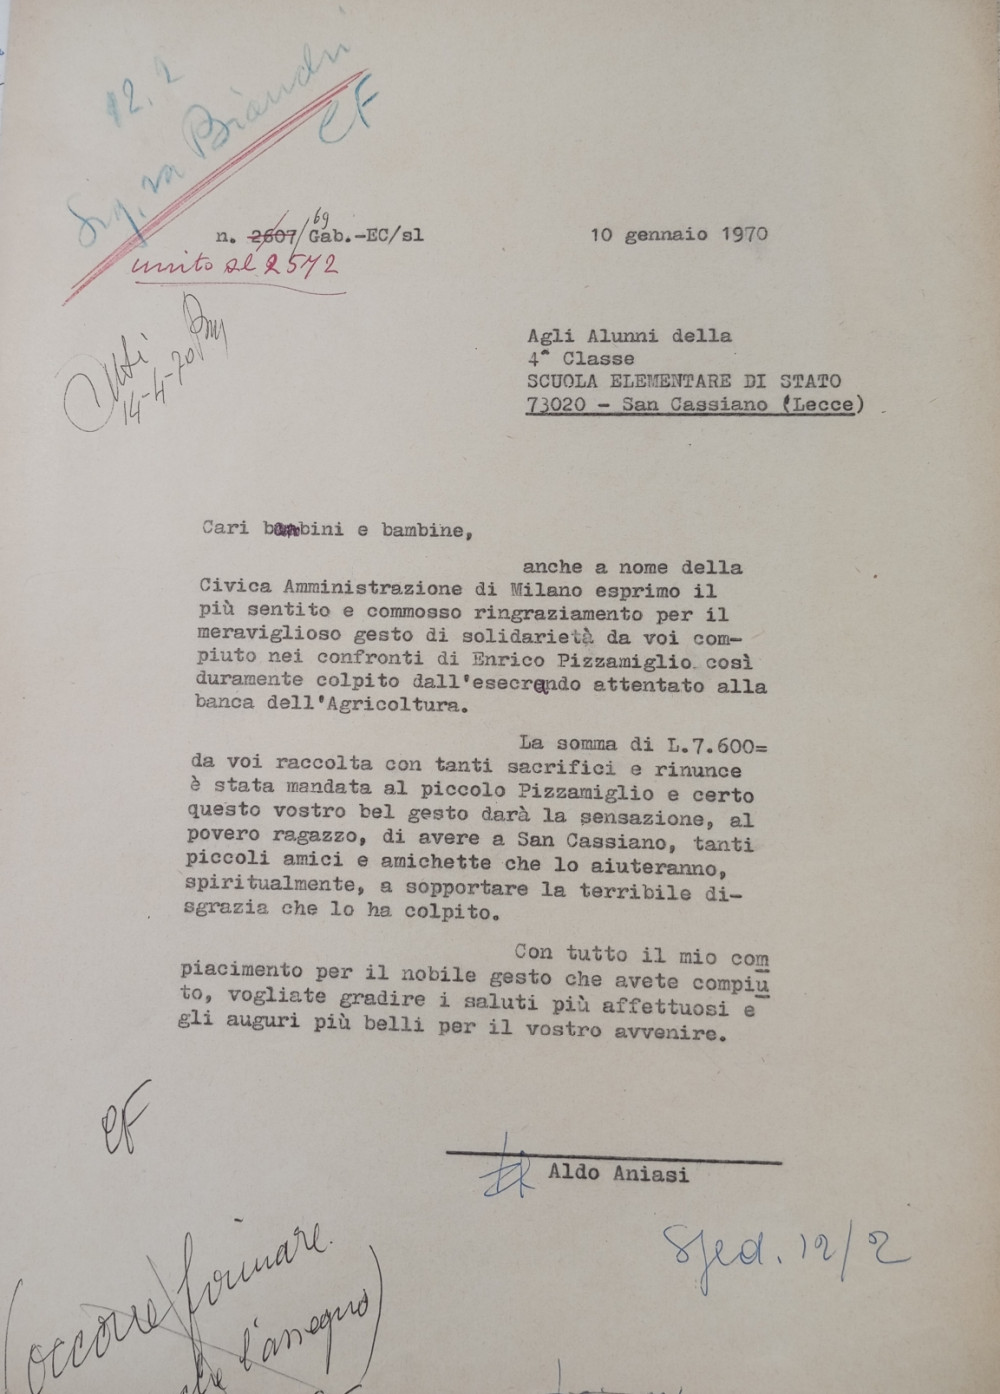 12.2
Sig.ra Bianchi
EF
n. 2607/69 Gab.-EC/sl
10 gennaio 1970
unito al 2572
Atti
14-4-70
Agli Alunni della
4^ Classe
SCUOLA ELEMENTARE DI STATO
73020 - San Cassiano (Lecce)
Cari bambini e bambine,
anche a nome della
Civica Amministrazione di Milano esprimo il
più sentito e commosso ringraziamento per il
meraviglioso gesto di solidarietà da voi com-
piuto nei confronti di Enrico Pizzamiglio così
duramente colpito dall'esecrando attentato alla
banca dell'Agricoltura.
La somma di L.7.600=
da voi raccolta con tanti sacrifici e rinunce
è stata mandata al piccolo Pizzamiglio e certo
questo vostro bel gesto darà la sensazione, al
povero ragazzo, di avere a San Cassiano, tanti
piccoli amici e amichette che lo aiuteranno,
spiritualmente, a sopportare la terribile di-
sgrazia che lo ha colpito.
Con tutto il mio com
piacimento per il nobile gesto che avete compiu
to, vogliate gradire i saluti più affettuosi e
gli auguri più belli per il vostro avvenire.
EF
Aldo Aniasi
Sped. 12/2
(occorre firmare
anche l'assegno)